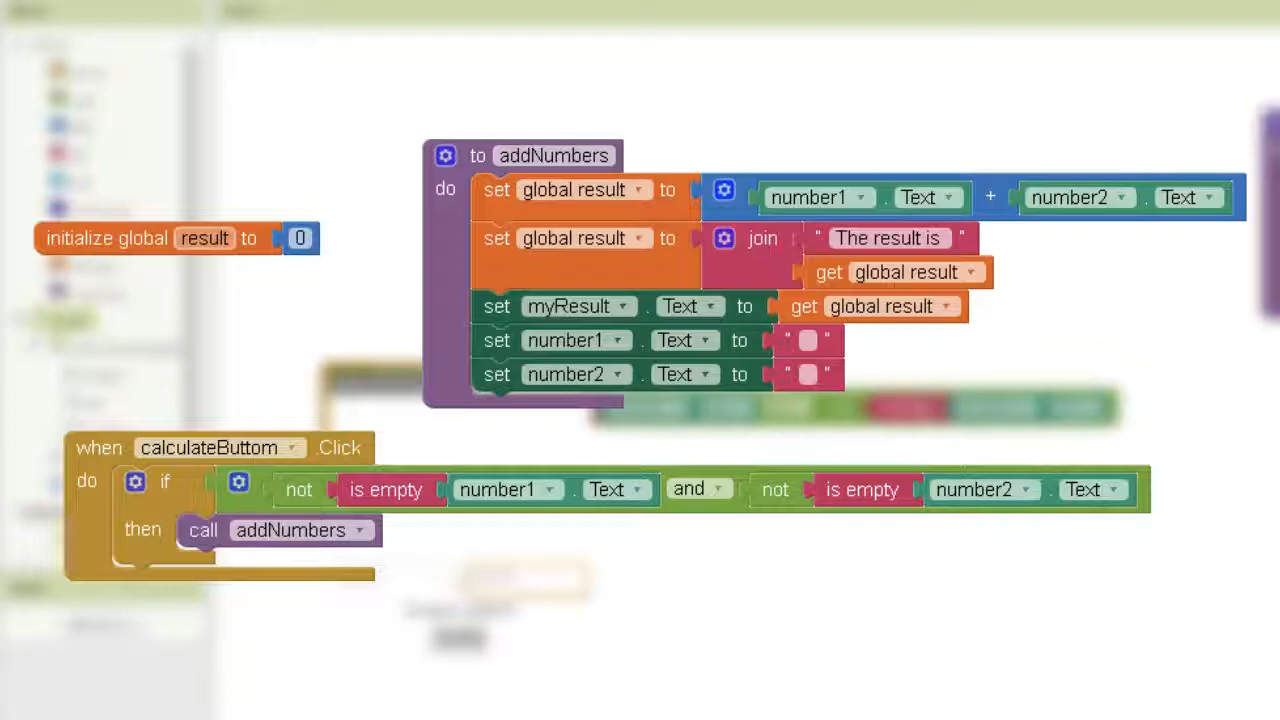 to addNumbers
do set global result to number1 . Text + number2 . Text
initialize global result to 0
set global result to join " The result is "
get global result
set myResult . Text to get global result
set number1 . Text to " "
set number2 . Text to " "
when calculateButtom .Click
do if not is empty number1 . Text and not is empty number2 . Text
then call addNumbers